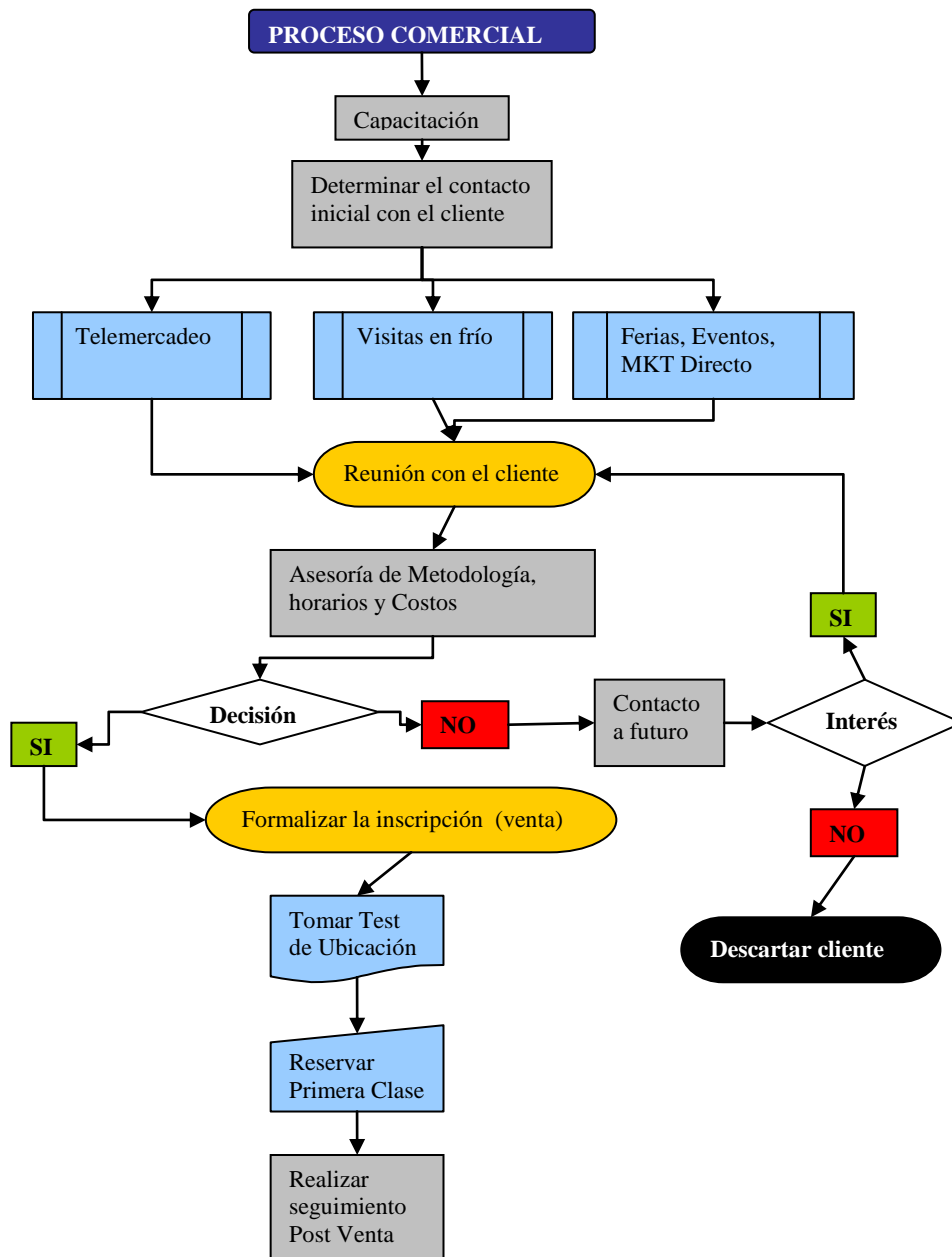 PROCESO COMERCIAL
Capacitación
Determinar el contacto
inicial con el cliente
Telemercadeo
Visitas en frío
Ferias, Eventos,
MKT Directo
Reunión con el cliente
Asesoría de Metodología,
horarios y Costos
SI
Decisión
NO
Contacto
a futuro
Interés
SI
Formalizar la inscripción (venta)
NO
Tomar Test
de Ubicación
Descartar cliente
Reservar
Primera Clase
Realizar
seguimiento
Post Venta